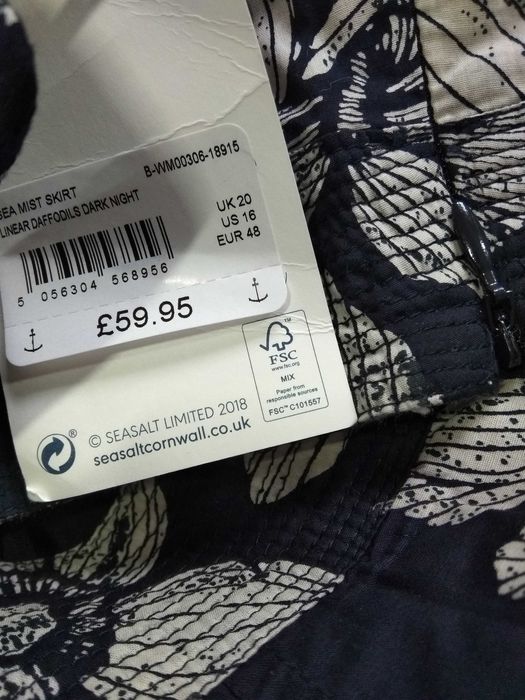 B-WM00306-18915
SEA MIST SKIRT
LINEAR DAFFODILS DARK NIGHT
UK 20
US 16
EUR 48
5 056304 568956
£59.95
FSC
www.fsc.org
MIX
Paper from
responsible sources
FSC™ C101557
© SEASALT LIMITED 2018
seasaltcornwall.co.uk